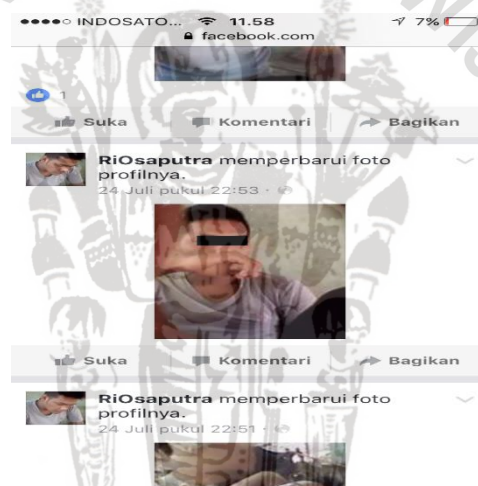 INDOSATO... 11.58 7%
facebook.com
1
Suka Komentari Bagikan
RiOsaputra memperbarui foto
profilnya.
24 Juli pukul 22:53 ·
Suka Komentari Bagikan
RiOsaputra memperbarui foto
profilnya.
24 Juli pukul 22:51 ·